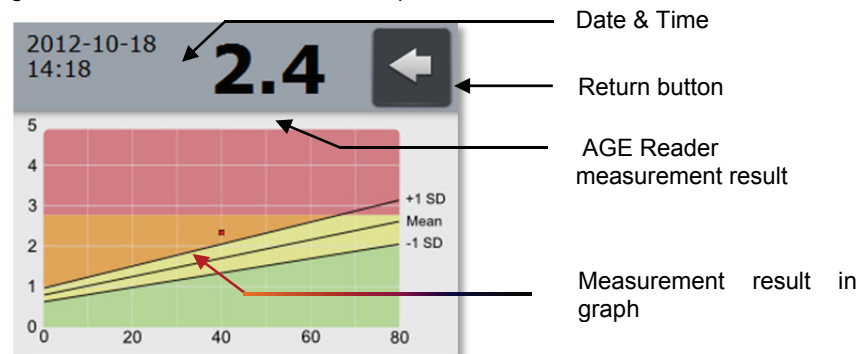 2012-10-18
14:18
2.4
Date & Time
Return button
AGE Reader
measurement result
5
4
3
2
1
0
+1 SD
Mean
-1 SD
0
20
40
60
80
Measurement result in
graph